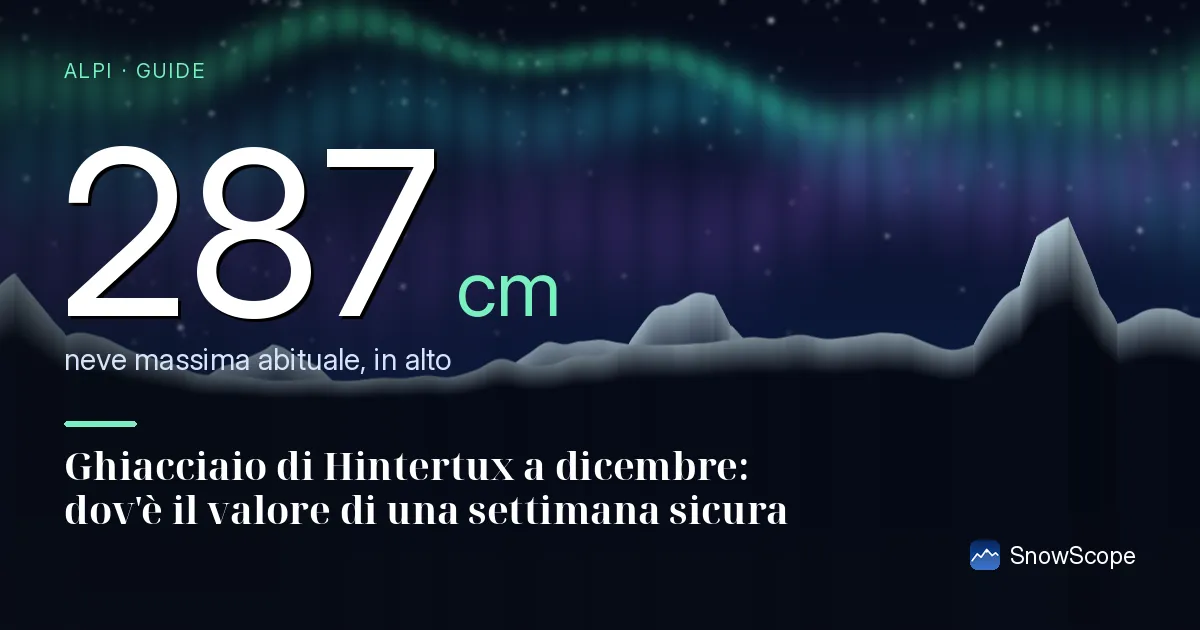 ALPI · GUIDE
287 cm
neve massima abituale, in alto
Ghiacciaio di Hintertux a dicembre:
dov'è il valore di una settimana sicura
SnowScope